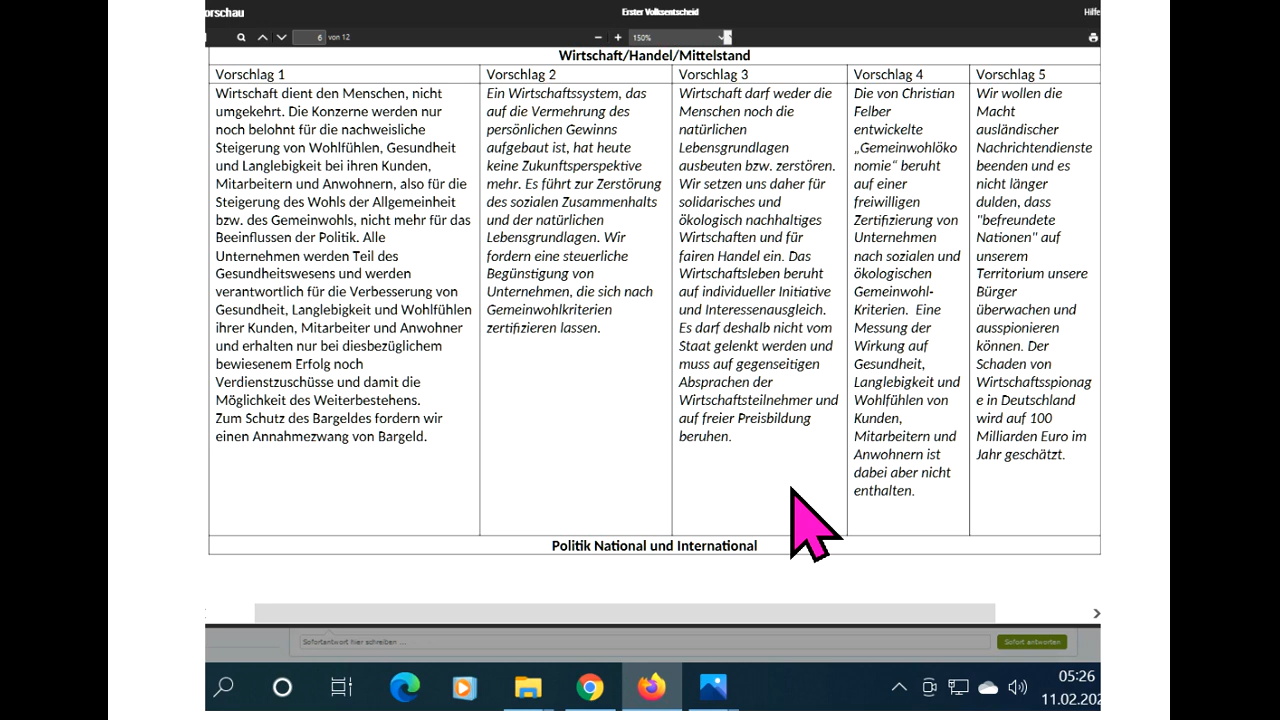 orschau
Erster Volksentscheid
Hilfe
6 von 12
150%
Wirtschaft/Handel/Mittelstand
Vorschlag 1
Wirtschaft dient den Menschen, nicht
umgekehrt. Die Konzerne werden nur
noch belohnt für die nachweisliche
Steigerung von Wohlfühlen, Gesundheit
und Langlebigkeit bei ihren Kunden,
Mitarbeitern und Anwohnern, also für die
Steigerung des Wohls der Allgemeinheit
bzw. des Gemeinwohls, nicht mehr für das
Beeinflussen der Politik. Alle
Unternehmen werden Teil des
Gesundheitswesens und werden
verantwortlich für die Verbesserung von
Gesundheit, Langlebigkeit und Wohlfühlen
ihrer Kunden, Mitarbeiter und Anwohner
und erhalten nur bei diesbezüglichem
bewiesenem Erfolg noch
Verdienstzuschüsse und damit die
Möglichkeit des Weiterbestehens.
Zum Schutz des Bargeldes fordern wir
einen Annahmezwang von Bargeld.
Vorschlag 2
Ein Wirtschaftssystem, das
auf die Vermehrung des
persönlichen Gewinns
aufgebaut ist, hat heute
keine Zukunftsperspektive
mehr. Es führt zur Zerstörung
des sozialen Zusammenhalts
und der natürlichen
Lebensgrundlagen. Wir
fordern eine steuerliche
Begünstigung von
Unternehmen, die sich nach
Gemeinwohlkriterien
zertifizieren lassen.
Vorschlag 3
Wirtschaft darf weder die
Menschen noch die
natürlichen
Lebensgrundlagen
ausbeuten bzw. zerstören.
Wir setzen uns daher für
solidarisches und
ökologisch nachhaltiges
Wirtschaften und für
fairen Handel ein. Das
Wirtschaftsleben beruht
auf individueller Initiative
und Interessenausgleich.
Es darf deshalb nicht vom
Staat gelenkt werden und
muss auf gegenseitigen
Absprachen der
Wirtschaftsteilnehmer und
auf freier Preisbildung
beruhen.
Vorschlag 4
Die von Christian
Felber
entwickelte
„Gemeinwohlöko
nomie“ beruht
auf einer
freiwilligen
Zertifizierung von
Unternehmen
nach sozialen und
ökologischen
Gemeinwohl-
Kriterien. Eine
Messung der
Wirkung auf
Gesundheit,
Langlebigkeit und
Wohlfühlen von
Kunden,
Mitarbeitern und
Anwohnern ist
dabei aber nicht
enthalten.
Vorschlag 5
Wir wollen die
Macht
ausländischer
Nachrichtendienste
beenden und es
nicht länger
dulden, dass
"befreundete
Nationen" auf
unserem
Territorium unsere
Bürger
überwachen und
ausspionieren
können. Der
Schaden von
Wirtschaftsspionag
e in Deutschland
wird auf 100
Milliarden Euro im
Jahr geschätzt.
Politik National und International
Sofortantwort hier schreiben ...
Sofort antworten
05:26
11.02.202